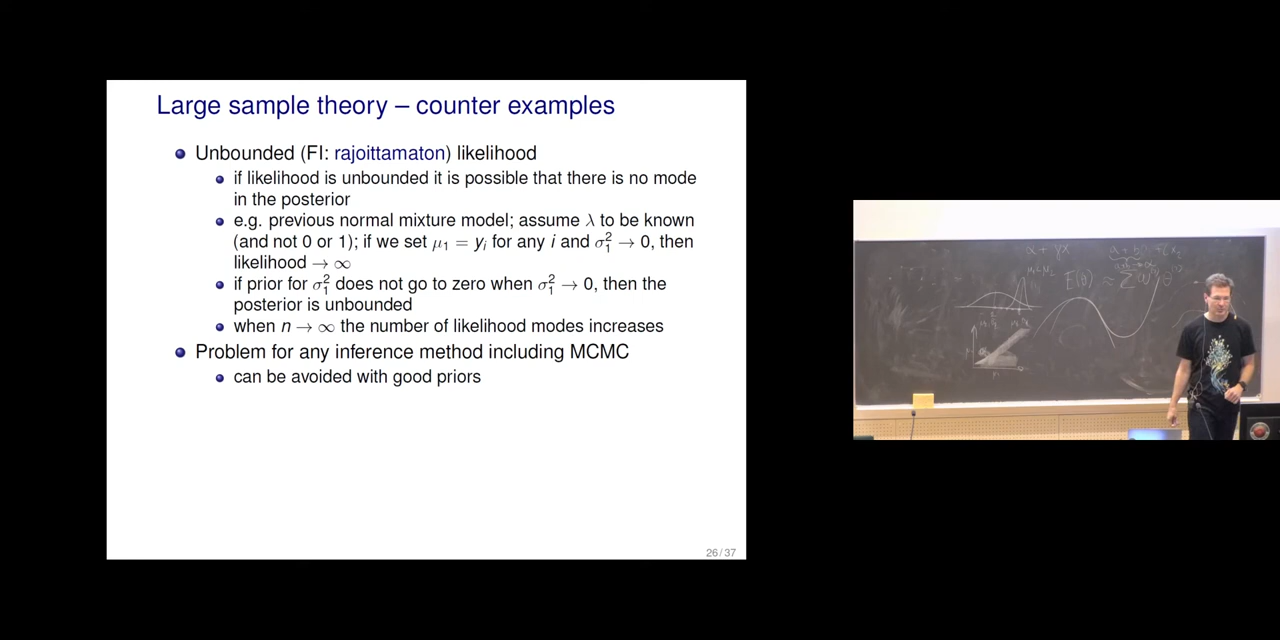 Large sample theory – counter examples
Unbounded (FI: rajoittamaton) likelihood
if likelihood is unbounded it is possible that there is no mode
in the posterior
e.g. previous normal mixture model; assume λ to be known
(and not 0 or 1); if we set μ₁ = yᵢ for any i and σ₁² → 0, then
likelihood → ∞
if prior for σ₁² does not go to zero when σ₁² → 0, then the
posterior is unbounded
when n → ∞ the number of likelihood modes increases
Problem for any inference method including MCMC
can be avoided with good priors
26 / 37
α + γx
E(θ) ≈ Σ